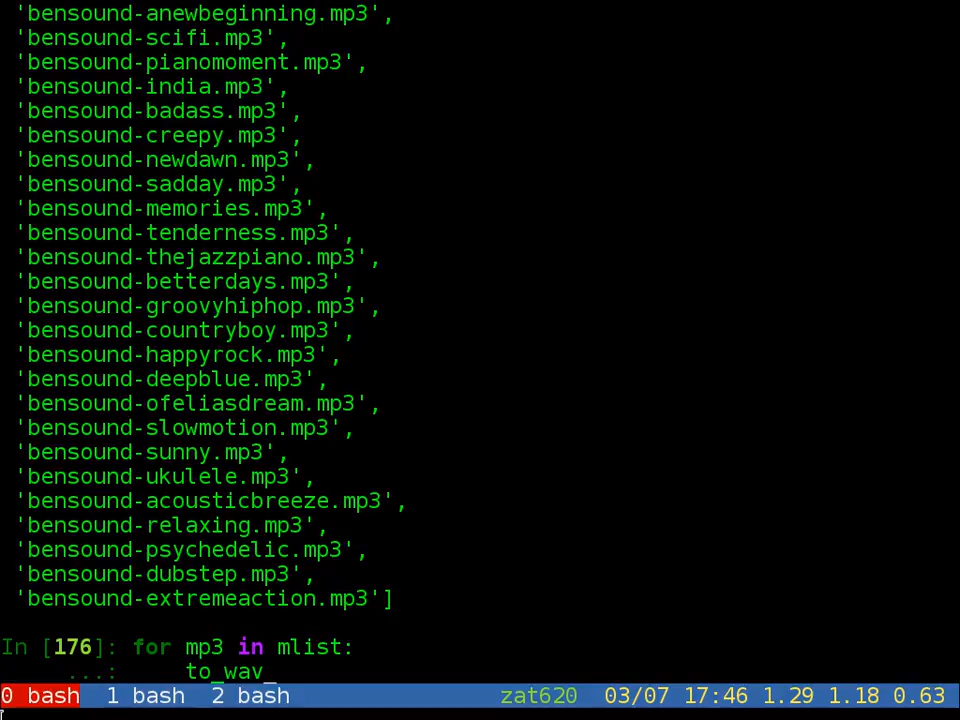 'bensound-anewbeginning.mp3',
'bensound-scifi.mp3',
'bensound-pianomoment.mp3',
'bensound-india.mp3',
'bensound-badass.mp3',
'bensound-creepy.mp3',
'bensound-newdawn.mp3',
'bensound-sadday.mp3',
'bensound-memories.mp3',
'bensound-tenderness.mp3',
'bensound-thejazzpiano.mp3',
'bensound-betterdays.mp3',
'bensound-groovyhiphop.mp3',
'bensound-countryboy.mp3',
'bensound-happyrock.mp3',
'bensound-deepblue.mp3',
'bensound-ofeliasdream.mp3',
'bensound-slowmotion.mp3',
'bensound-sunny.mp3',
'bensound-ukulele.mp3',
'bensound-acousticbreeze.mp3',
'bensound-relaxing.mp3',
'bensound-psychedelic.mp3',
'bensound-dubstep.mp3',
'bensound-extremeaction.mp3']
In [176]: for mp3 in mlist:
...: to_wav_
0 bash 1 bash 2 bash zat620 03/07 17:46 1.29 1.18 0.63